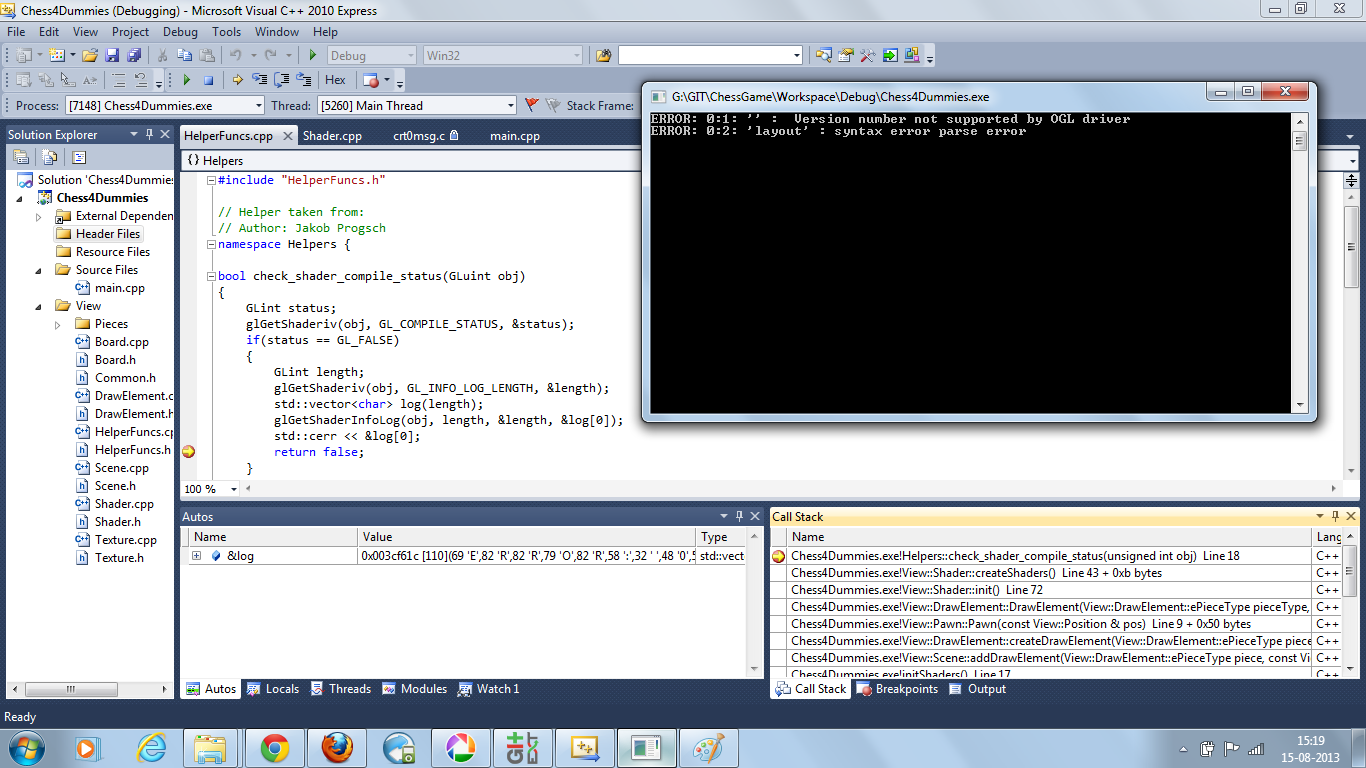 Chess4Dummies (Debugging) - Microsoft Visual C++ 2010 Express
File Edit View Project Debug Tools Window Help
Debug Win32
Hex
Process: [7148] Chess4Dummies.exe Thread: [5260] Main Thread Stack Frame:
G:\GIT\ChessGame\Workspace\Debug\Chess4Dummies.exe
ERROR: 0:1: '' :  Version number not supported by OGL driver
ERROR: 0:2: 'layout' : syntax error parse error
Solution Explorer
Solution 'Chess4Dummies
Chess4Dummies
External Dependen
Header Files
Resource Files
Source Files
main.cpp
View
Pieces
Board.cpp
Board.h
Common.h
DrawElement.c
DrawElement.h
HelperFuncs.cp
HelperFuncs.h
Scene.cpp
Scene.h
Shader.cpp
Shader.h
Texture.cpp
Texture.h
HelperFuncs.cpp Shader.cpp crt0msg.c main.cpp
{} Helpers
#include "HelperFuncs.h"
// Helper taken from:
// Author: Jakob Progsch
namespace Helpers {
bool check_shader_compile_status(GLuint obj)
{
GLint status;
glGetShaderiv(obj, GL_COMPILE_STATUS, &status);
if(status == GL_FALSE)
{
GLint length;
glGetShaderiv(obj, GL_INFO_LOG_LENGTH, &length);
std::vector<char> log(length);
glGetShaderInfoLog(obj, length, &length, &log[0]);
std::cerr << &log[0];
return false;
}
100 %
Autos
Name Value Type
&log 0x003cf61c [110](69 'E',82 'R',82 'R',79 'O',82 'R',58 ':',32 ' ',48 '0',5 std::vect
Autos Locals Threads Modules Watch 1
Call Stack
Name Lang
Chess4Dummies.exe!Helpers::check_shader_compile_status(unsigned int obj)  Line 18 C++
Chess4Dummies.exe!View::Shader::createShaders()  Line 43 + 0xb bytes C++
Chess4Dummies.exe!View::Shader::init()  Line 72 C++
Chess4Dummies.exe!View::DrawElement::DrawElement(View::DrawElement::ePieceType pieceType, C++
Chess4Dummies.exe!View::Pawn::Pawn(const View::Position & pos)  Line 9 + 0x50 bytes C++
Chess4Dummies.exe!View::DrawElement::createDrawElement(View::DrawElement::ePieceType piece C++
Chess4Dummies.exe!View::Scene::addDrawElement(View::DrawElement::ePieceType piece, const Vi C++
Chess4Dummies.exe!initShaders()  Line 17 C++
Call Stack Breakpoints Output
Ready
15:19
15-08-2013